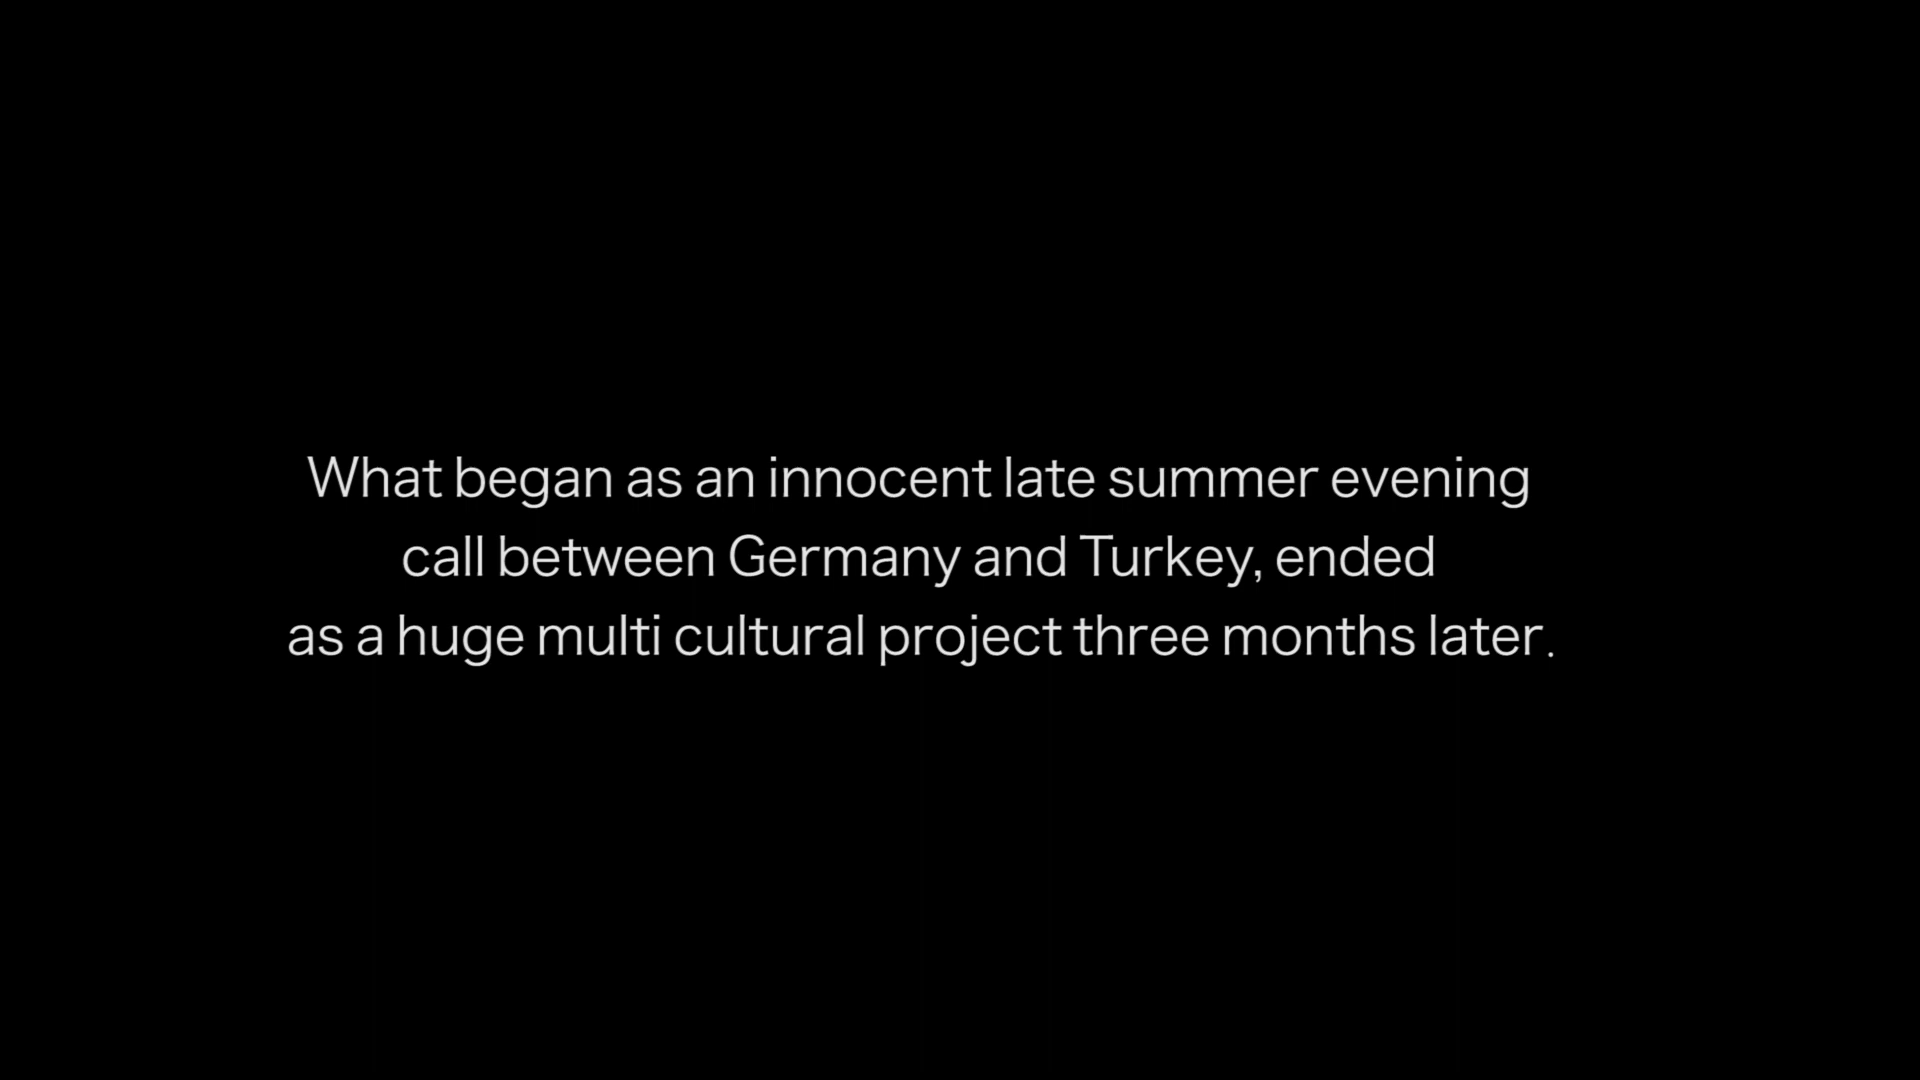 What began as an innocent late summer evening
call between Germany and Turkey, ended
as a huge multi cultural project three months later.